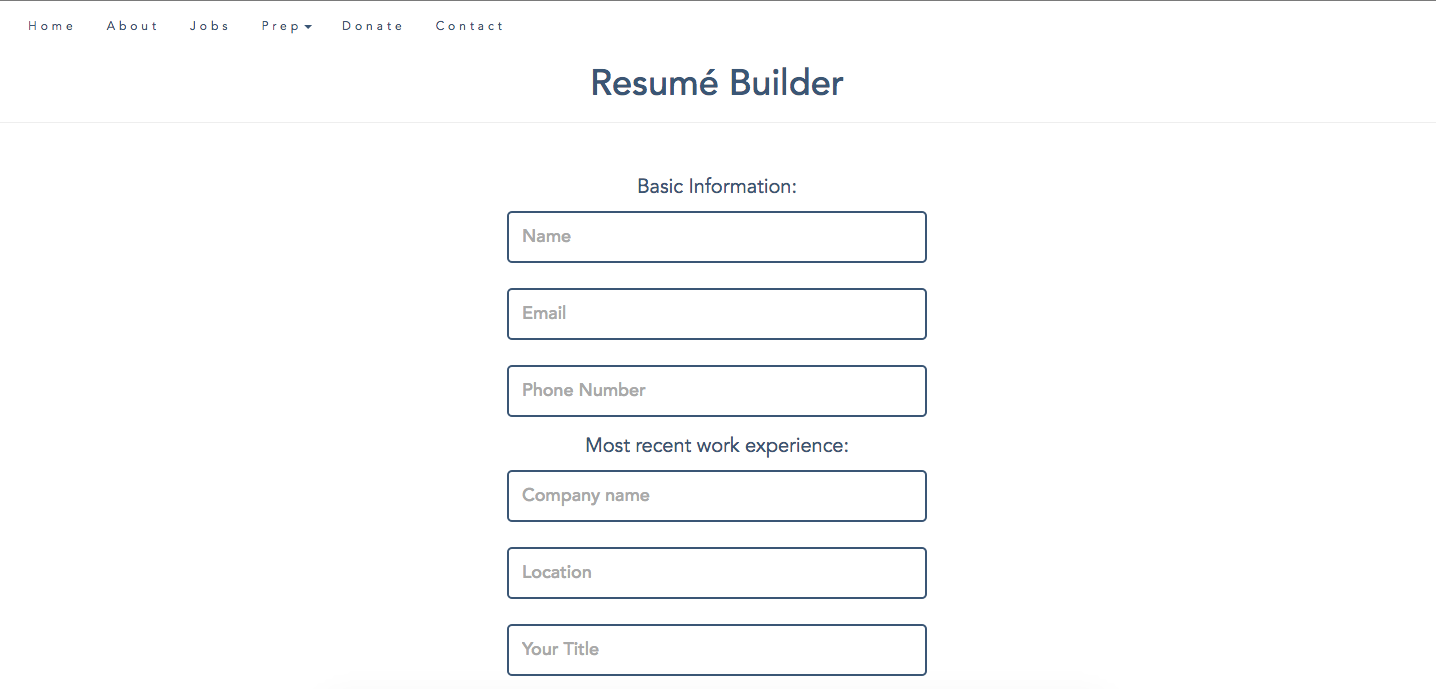 Home About Jobs Prep Donate Contact
Resumé Builder
Basic Information:
Name
Email
Phone Number
Most recent work experience:
Company name
Location
Your Title